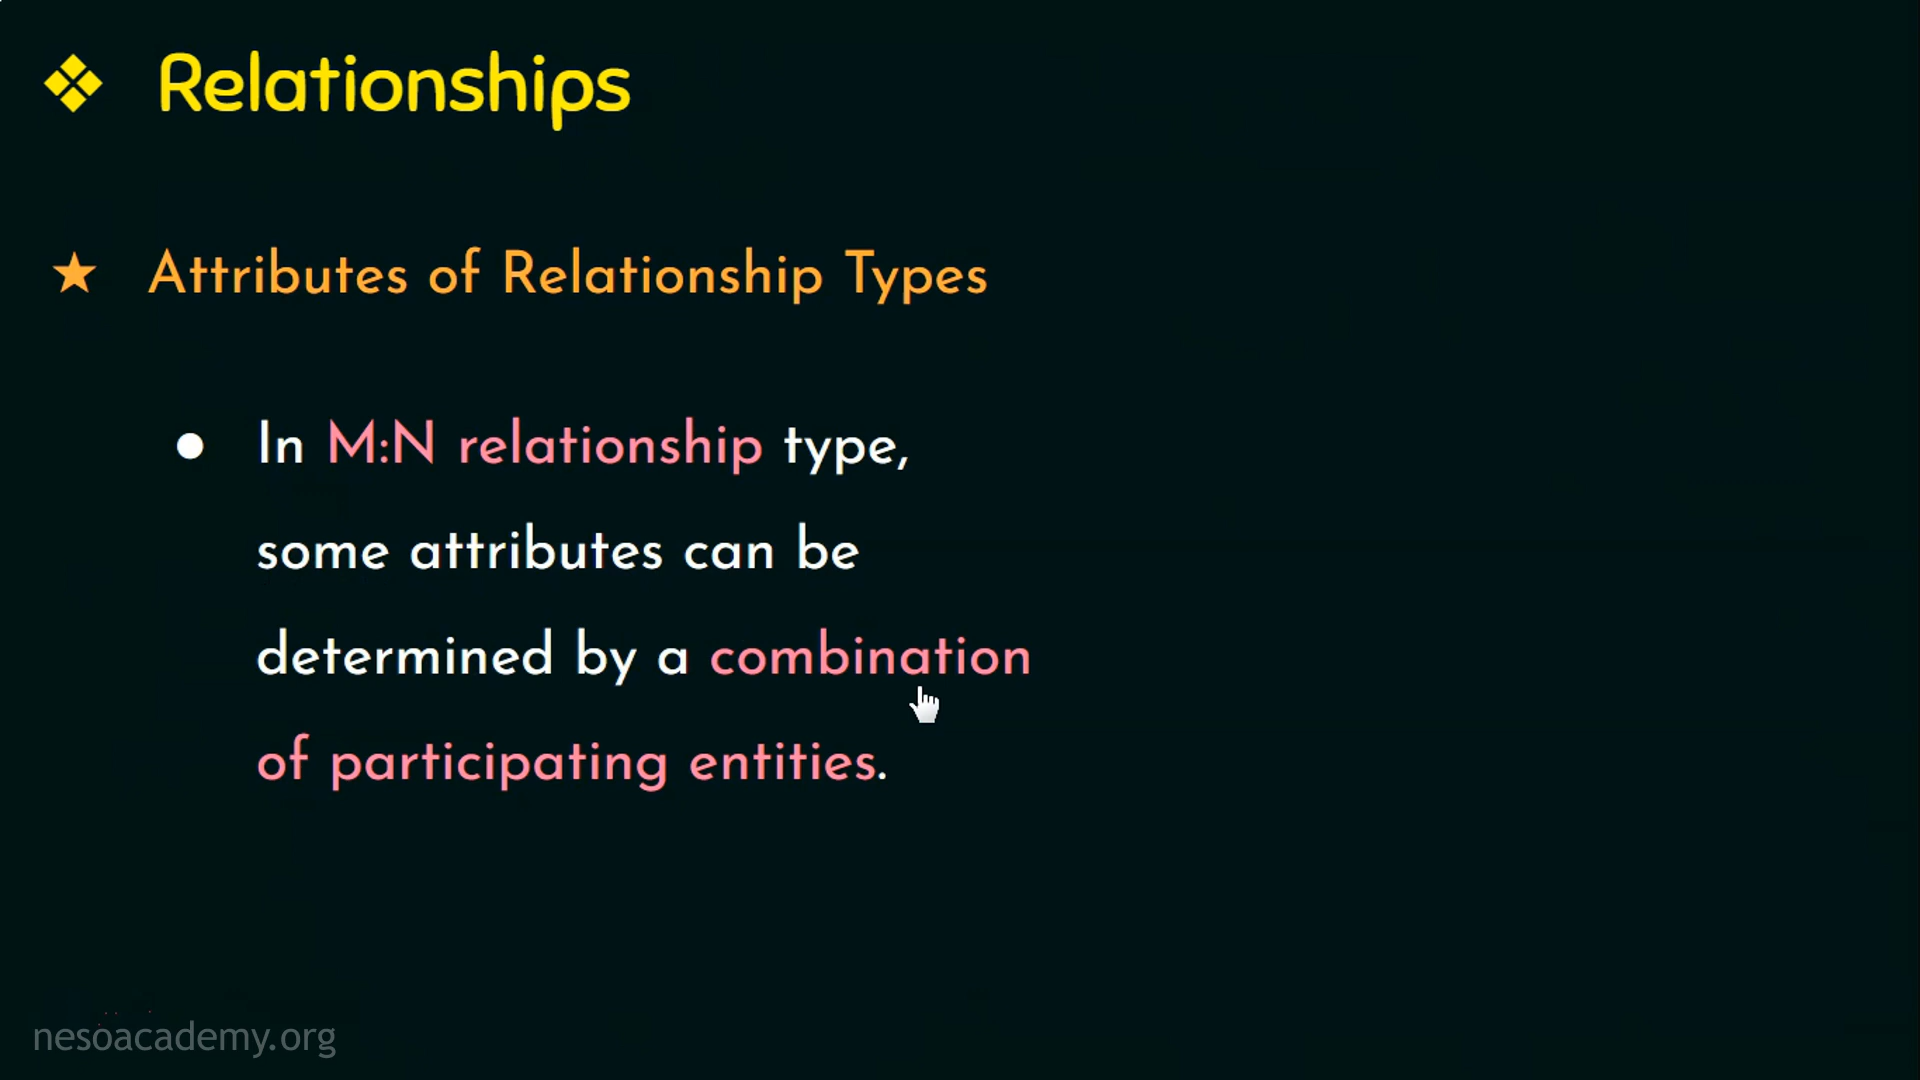 Relationships
Attributes of Relationship Types
In M:N relationship type,
some attributes can be
determined by a combination
of participating entities.
nesoacademy.org